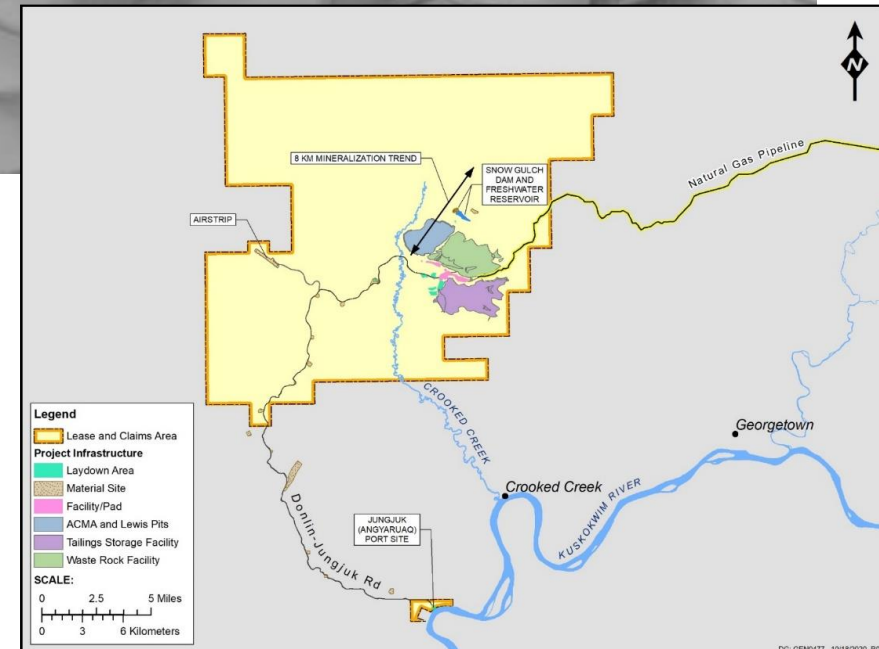 N
8 KM MINERALIZATION TREND
SNOW GULCH
DAM AND
FRESHWATER
RESERVOIR
Natural Gas Pipeline
AIRSTRIP
CROOKED CREEK
Georgetown
Crooked Creek
KUSKOKWIM RIVER
JUNGJUK
(ANGYARUAQ)
PORT SITE
Donlin-Jungjuk Rd
Legend
Lease and Claims Area
Project Infrastructure
Laydown Area
Material Site
Facility/Pad
ACMA and Lewis Pits
Tailings Storage Facility
Waste Rock Facility
SCALE:
0 2.5 5 Miles
0 3 6 Kilometers